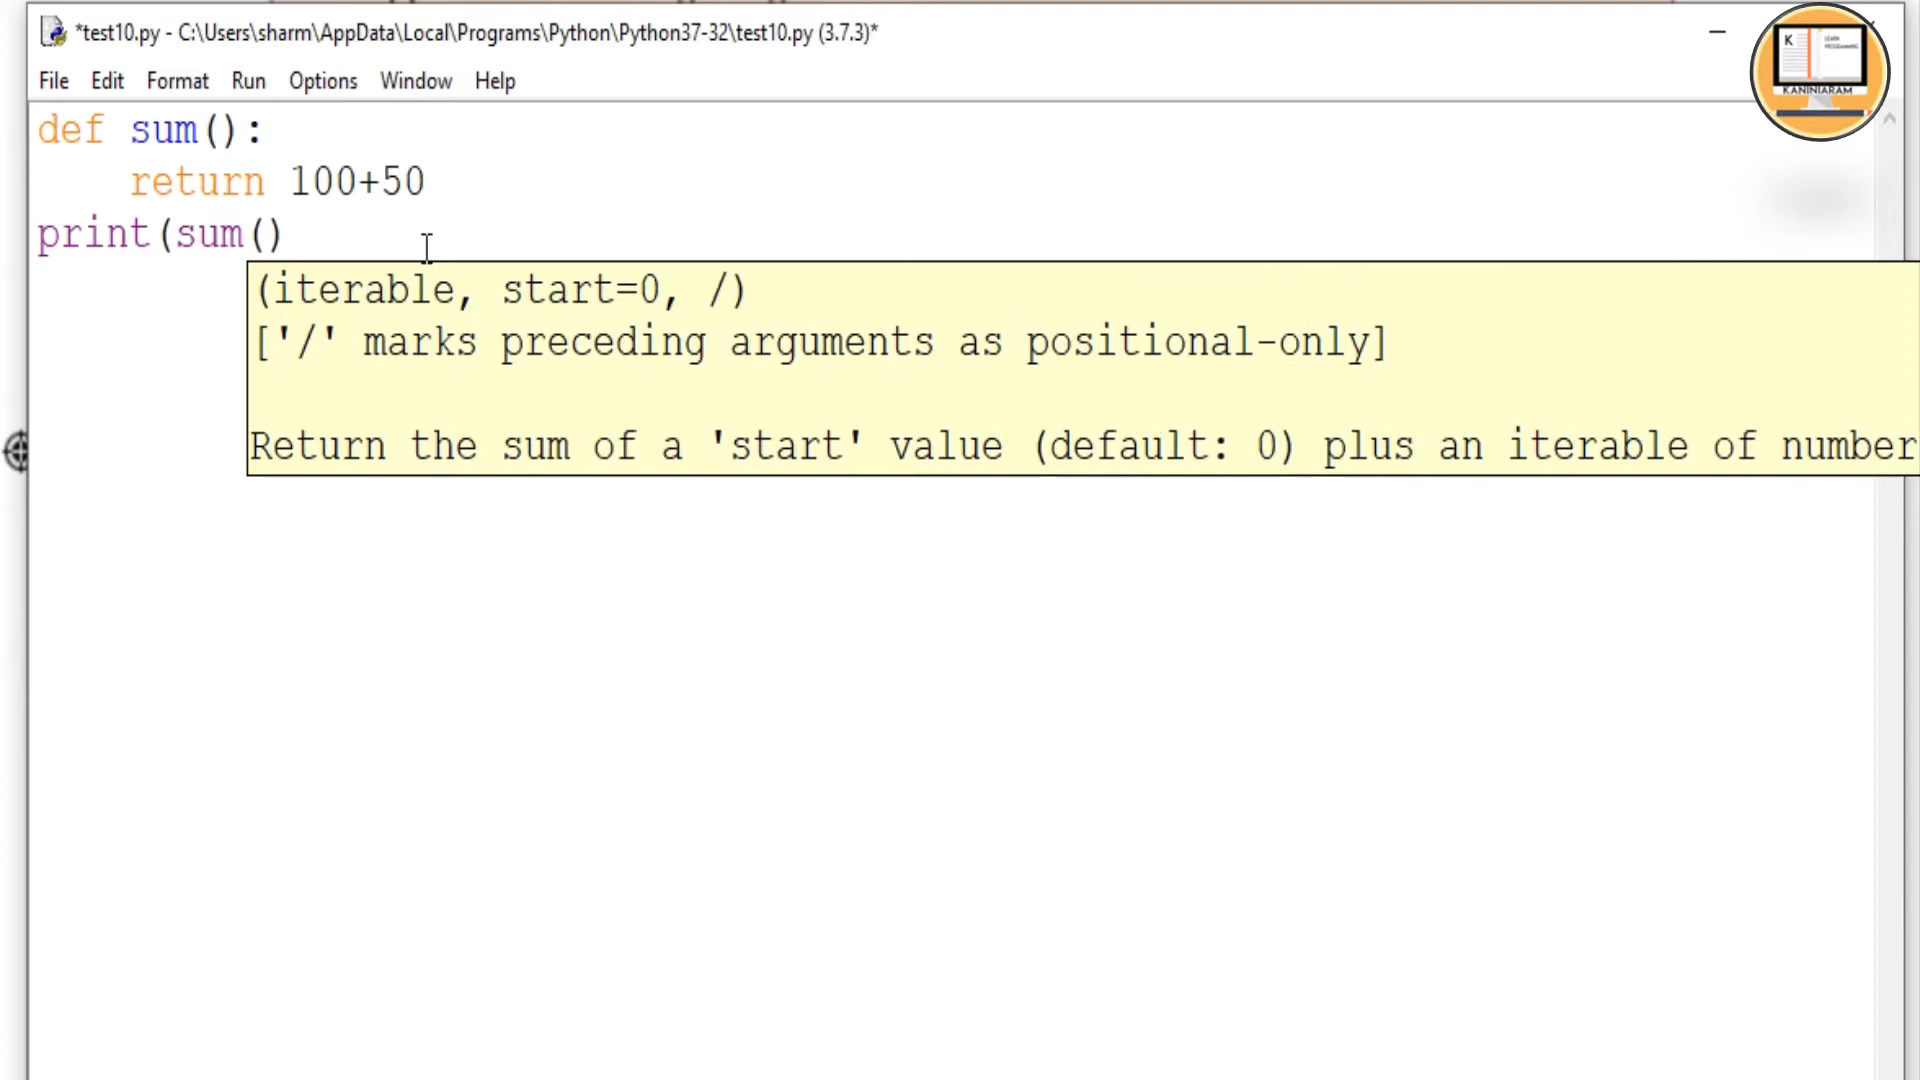 *test10.py - C:\Users\sharm\AppData\Local\Programs\Python\Python37-32\test10.py (3.7.3)*
File Edit Format Run Options Window Help
K LEARN PROGRAMMING
KANINIARAM
def sum():
    return 100+50
print(sum()
(iterable, start=0, /)
['/' marks preceding arguments as positional-only]
Return the sum of a 'start' value (default: 0) plus an iterable of number